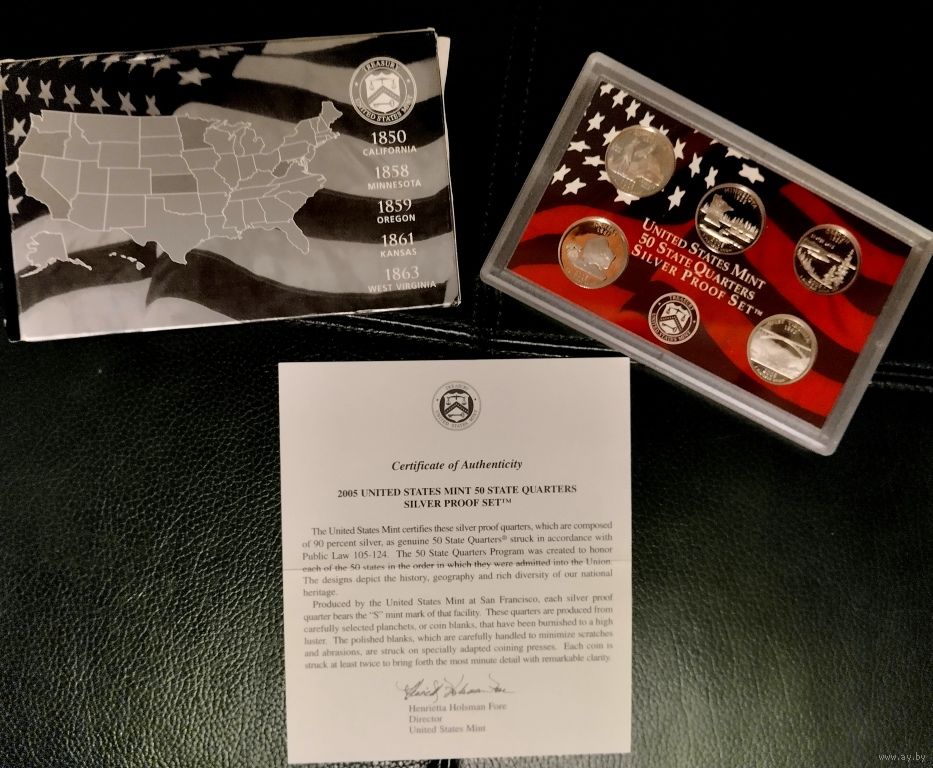 TREASURY
UNITED STATES MINT
1850
CALIFORNIA
1858
MINNESOTA
1859
OREGON
1861
KANSAS
1863
WEST VIRGINIA
UNITED STATES MINT
50 STATE QUARTERS
SILVER PROOF SET™
TREASURY
UNITED STATES MINT
Certificate of Authenticity
2005 UNITED STATES MINT 50 STATE QUARTERS
SILVER PROOF SET™
The United States Mint certifies these silver proof quarters, which are composed
of 90 percent silver, as genuine 50 State Quarters® struck in accordance with
Public Law 105-124. The 50 State Quarters Program was created to honor
each of the 50 states in the order in which they were admitted into the Union.
The designs depict the history, geography and rich diversity of our national
heritage.
Produced by the United States Mint at San Francisco, each silver proof
quarter bears the "S" mint mark of that facility. These quarters are produced from
carefully selected planchets, or coin blanks, that have been burnished to a high
luster. The polished blanks, which are carefully handled to minimize scratches
and abrasions, are struck on specially adapted coining presses. Each coin is
struck at least twice to bring forth the most minute detail with remarkable clarity.
Henrietta Holsman Fore
Director
United States Mint
www.ay.by